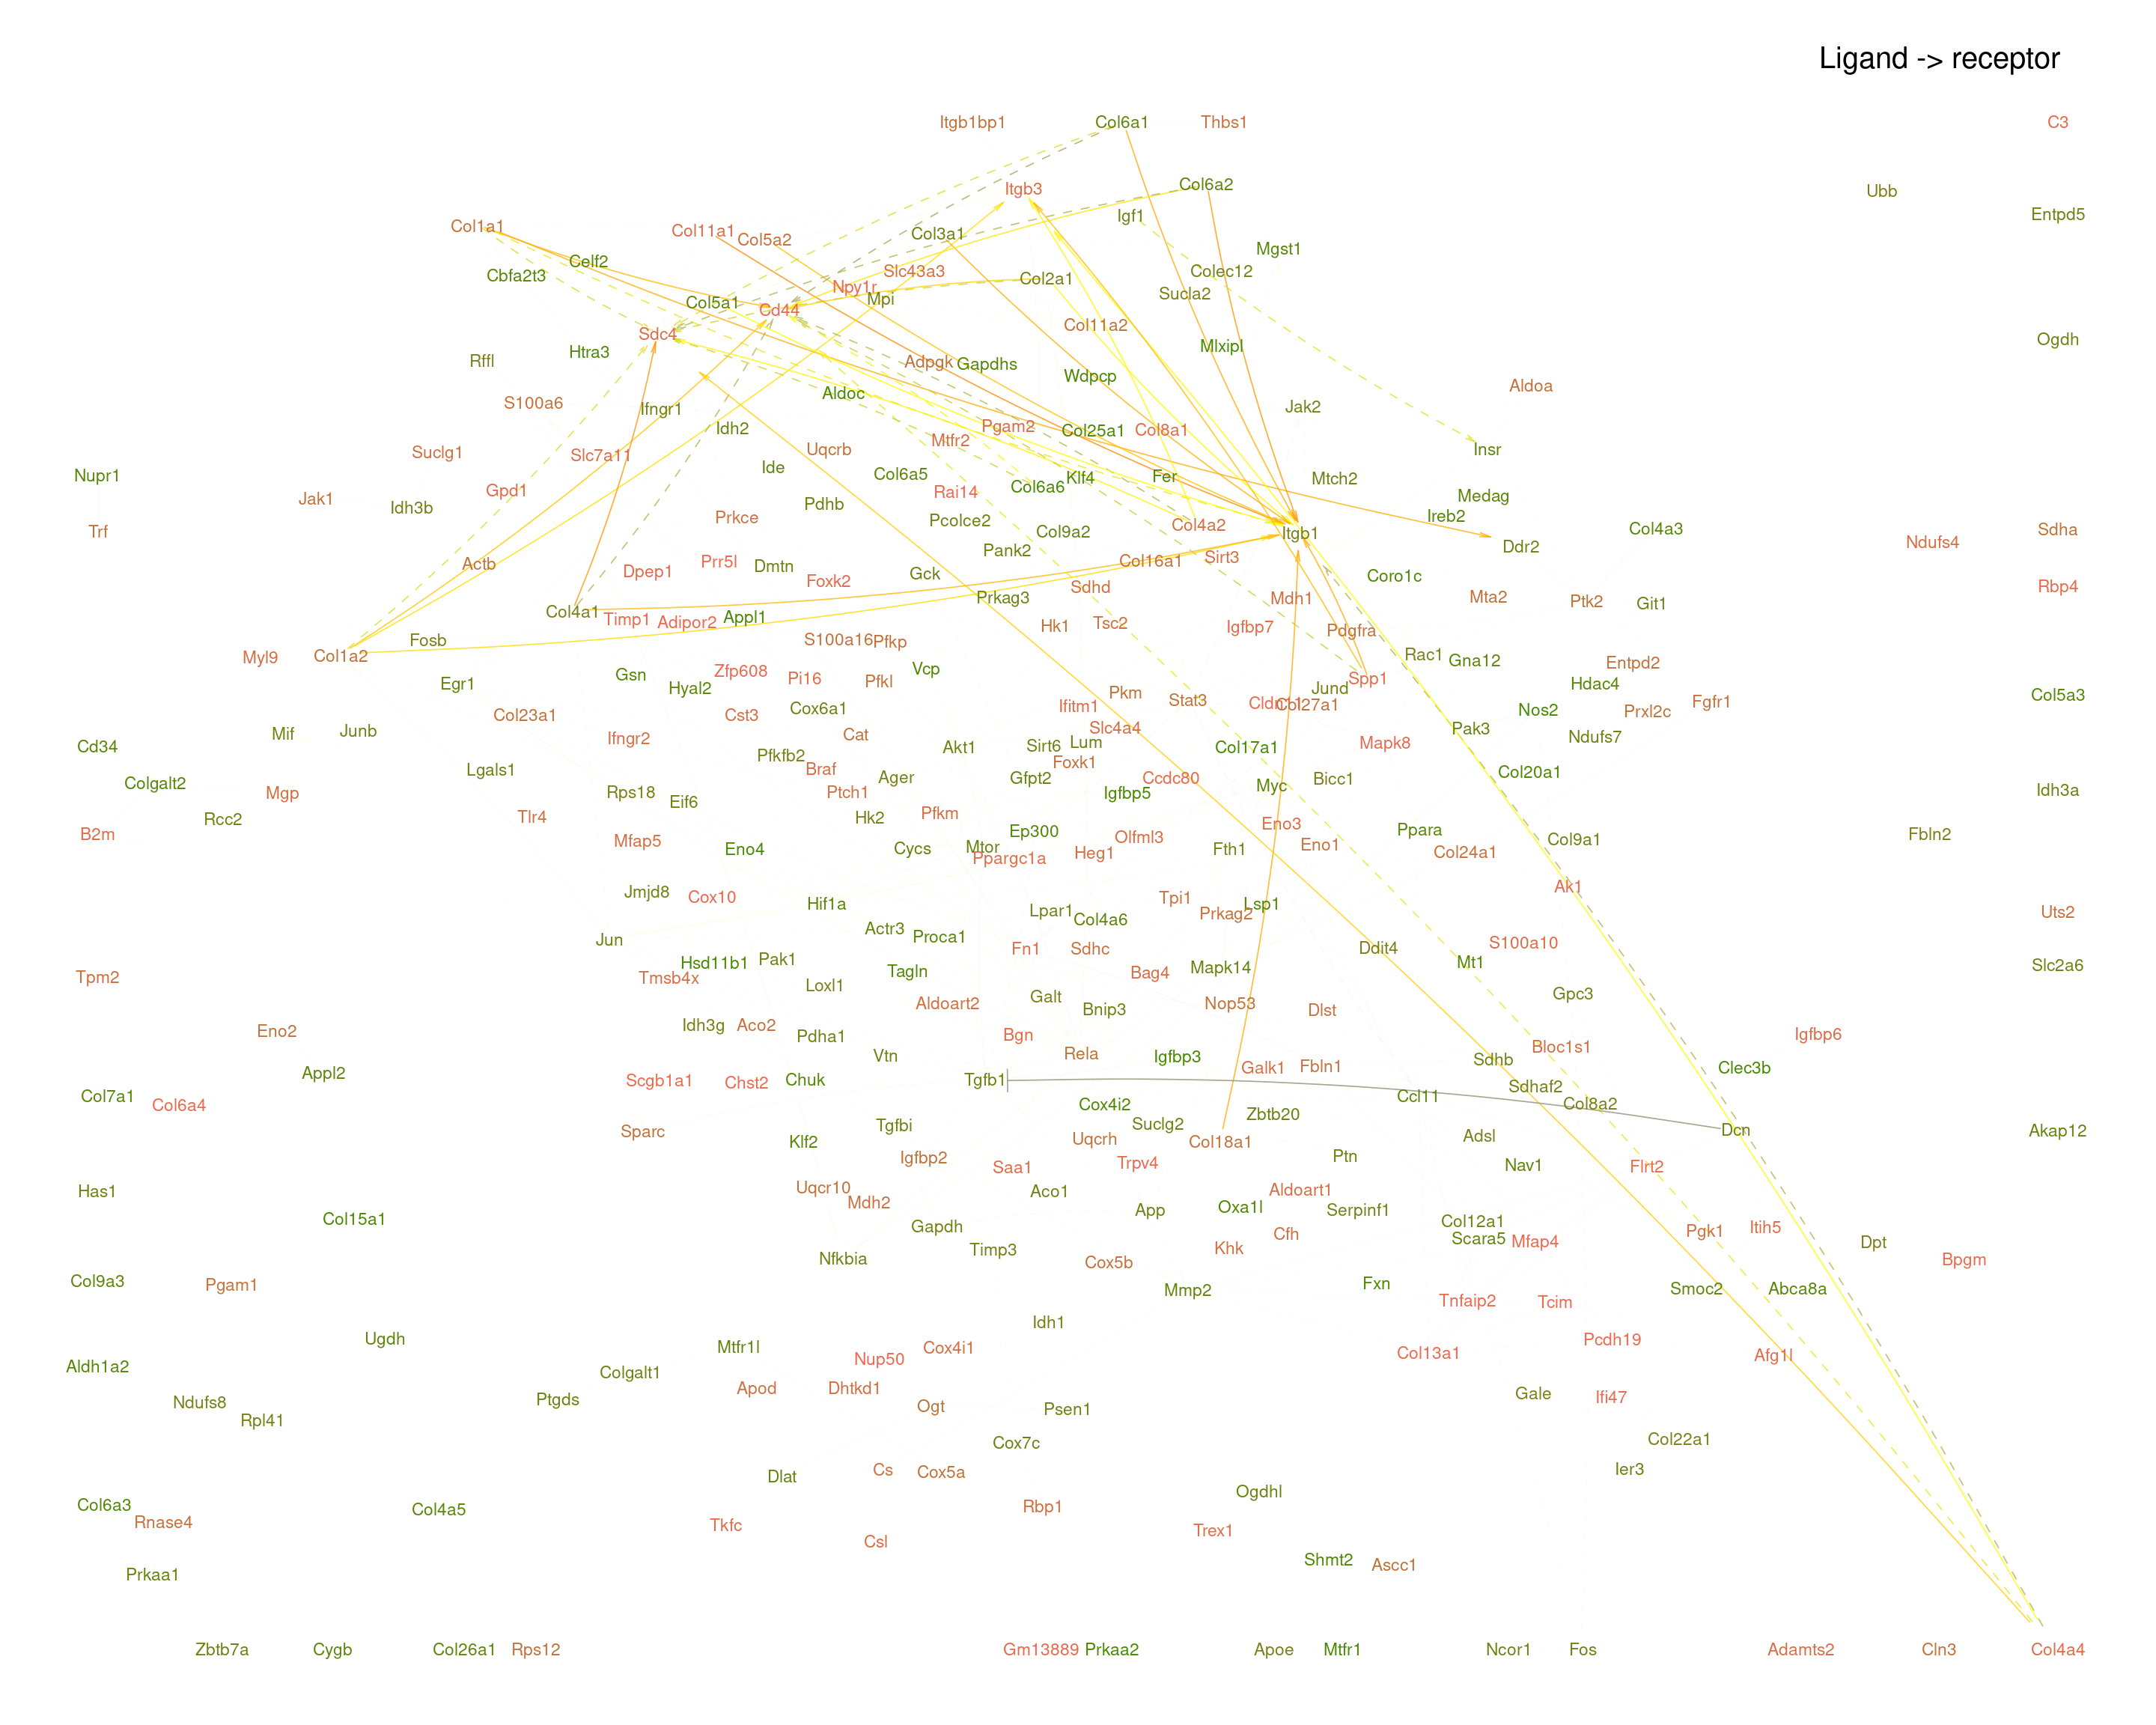 Ligand -> receptor
Itgb1bp1 Col6a1 Thbs1 C3
Itgb3 Col6a2 Ubb
Col1a1 Col11a1 Col5a2 Col3a1 Igf1 Entpd5
Cbfa2t3 Celf2 Slc43a3 Col2a1 Colec12 Mgst1
Col5a1 Cd44 Npy1r Mpi Sucla2
Sdc4 Col11a2 Ogdh
Rffl Htra3 Adpgk Gapdhs Wdpcp Mlxipl
S100a6 Ifngr1 Aldoc Jak2 Aldoa
Suclg1 Slc7a11 Idh2 Uqcrb Mtfr2 Pgam2 Col25a1 Col8a1 Insr
Nupr1 Gpd1 Ide Col6a5 Rai14 Col6a6 Klf4 Fer Mtch2 Medag
Jak1 Idh3b Prkce Pdhb Pcolce2 Col9a2 Col4a2 Itgb1 Ireb2 Col4a3
Trf Ddr2 Ndufs4 Sdha
Actb Dpep1 Prr5l Dmtn Foxk2 Gck Pank2 Col16a1 Sirt3 Coro1c Rbp4
Col4a1 Timp1 Adipor2 Appl1 Prkag3 Sdhd Mdh1 Mta2 Ptk2 Git1
Myl9 Col1a2 Fosb S100a16 Pfkp Hk1 Tsc2 Igfbp7 Pdgfra Rac1 Gna12 Entpd2
Egr1 Gsn Hyal2 Zfp608 Pi16 Pfkl Vcp Pkm Stat3 Jund Spp1 Hdac4 Col5a3
Mif Junb Col23a1 Ifngr2 Cst3 Cox6a1 Cat Ifitm1 Slc4a4 Col27a1 Mapk8 Pak3 Nos2 Prxl2c Fgfr1
Cd34 Lgals1 Pfkfb2 Braf Akt1 Sirt6 Lum Foxk1 Col17a1 Ndufs7
Colgalt2 Mgp Rps18 Eif6 Ptch1 Ager Gfpt2 Igfbp5 Ccdc80 Myc Bicc1 Col20a1 Idh3a
B2m Rcc2 Tlr4 Mfap5 Hk2 Pfkm Ep300 Olfml3 Eno3 Ppara Col9a1 Fbln2
Eno4 Cycs Mtor Ppargc1a Heg1 Fth1 Eno1 Col24a1
Jmjd8 Cox10 Hif1a Lpar1 Col4a6 Tpi1 Prkag2 Lsp1 Ak1 Uts2
Jun Actr3 Proca1 Fn1 Sdhc Ddit4 S100a10
Tpm2 Tmsb4x Hsd11b1 Pak1 Loxl1 Tagln Bag4 Mapk14 Mt1 Slc2a6
Eno2 Idh3g Aco2 Pdha1 Aldoart2 Galt Bnip3 Nop53 Dlst Gpc3
Bgn Rela Igfbp3 Sdhb Bloc1s1 Igfbp6
Appl2 Scgb1a1 Chst2 Chuk Vtn Tgfb1 Galk1 Fbln1 Sdhaf2 Clec3b
Col7a1 Col6a4 Cox4i2 Zbtb20 Ccl11 Col8a2
Sparc Klf2 Tgfbi Suclg2 Uqcrh Col18a1 Adsl Dcn Akap12
Igfbp2 Saa1 Trpv4 Ptn Nav1 Flrt2
Has1 Uqcr10 Mdh2 Aco1 App Oxa1l Aldoart1 Serpinf1
Col15a1 Gapdh Timp3 Khk Cfh Col12a1 Scara5 Mfap4 Pgk1 Itih5 Dpt
Col9a3 Pgam1 Nfkbia Cox5b Mmp2 Fxn Smoc2 Abca8a Bpgm
Ugdh Mtfr1l Idh1 Tnfaip2 Tcim Pcdh19
Aldh1a2 Colgalt1 Nup50 Cox4i1 Col13a1 Afg1l
Ndufs8 Rpl41 Ptgds Apod Dhtkd1 Ogt Psen1 Gale Ifi47
Cox7c Col22a1
Dlat Cs Cox5a Ogdhl Ier3
Col6a3 Rnase4 Col4a5 Tkfc Csl Rbp1 Trex1
Prkaa1 Shmt2 Ascc1
Zbtb7a Cygb Col26a1 Rps12 Gm13889 Prkaa2 Apoe Mtfr1 Ncor1 Fos Adamts2 Cln3 Col4a4